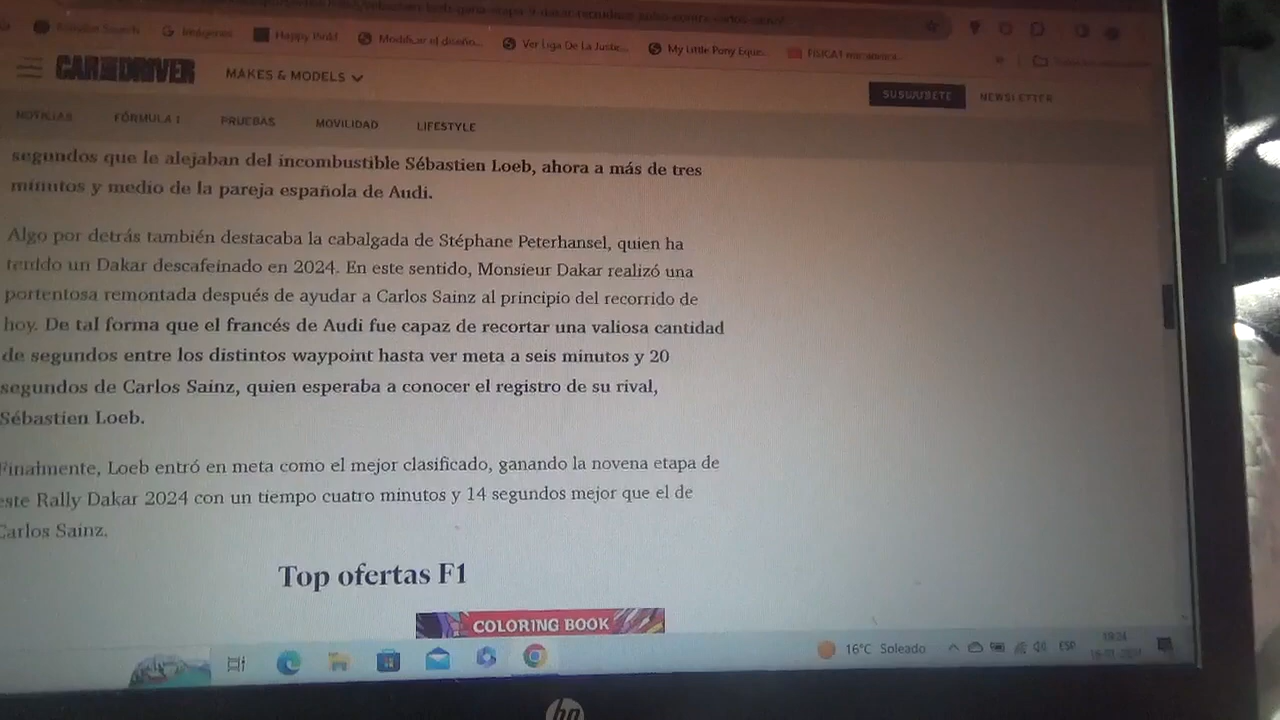 Imágenes
Happy Wold
Modificar el diseño...
Ver Liga De La Justic...
My Little Pony Eque...
CAR AND DRIVER
MAKES & MODELS
SUSCRÍBETE
NEWSLETTER
NOTICIAS
FÓRMULA 1
PRUEBAS
MOVILIDAD
LIFESTYLE
segundos que le alejaban del incombustible Sébastien Loeb, ahora a más de tres
minutos y medio de la pareja española de Audi.
Algo por detrás también destacaba la cabalgada de Stéphane Peterhansel, quien ha
tenido un Dakar descafeinado en 2024. En este sentido, Monsieur Dakar realizó una
portentosa remontada después de ayudar a Carlos Sainz al principio del recorrido de
hoy. De tal forma que el francés de Audi fue capaz de recortar una valiosa cantidad
de segundos entre los distintos waypoint hasta ver meta a seis minutos y 20
segundos de Carlos Sainz, quien esperaba a conocer el registro de su rival,
Sébastien Loeb.
Finalmente, Loeb entró en meta como el mejor clasificado, ganando la novena etapa de
este Rally Dakar 2024 con un tiempo cuatro minutos y 14 segundos mejor que el de
Carlos Sainz.
Top ofertas F1
COLORING BOOK
16°C Soleado
ESP
hp